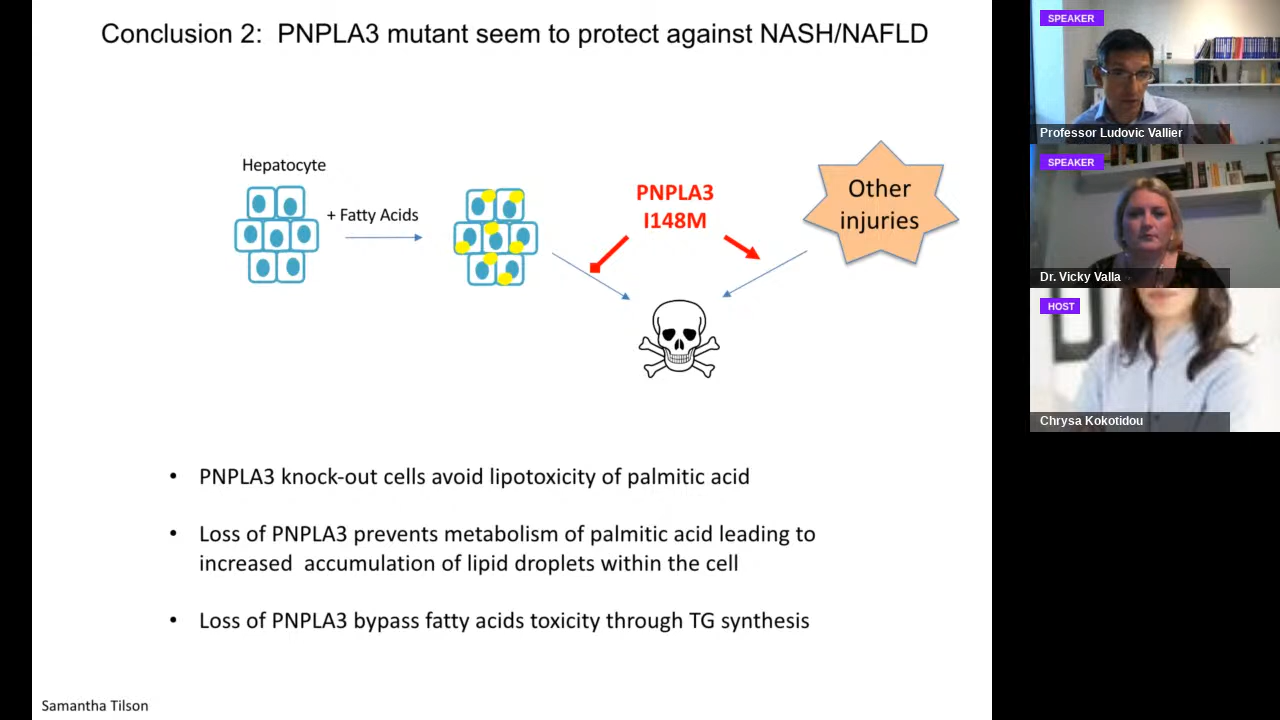 Conclusion 2:  PNPLA3 mutant seem to protect against NASH/NAFLD
Hepatocyte
+ Fatty Acids
PNPLA3
I148M
Other
injuries
• PNPLA3 knock-out cells avoid lipotoxicity of palmitic acid
• Loss of PNPLA3 prevents metabolism of palmitic acid leading to
increased  accumulation of lipid droplets within the cell
• Loss of PNPLA3 bypass fatty acids toxicity through TG synthesis
Samantha Tilson
SPEAKER
Professor Ludovic Vallier
SPEAKER
Dr. Vicky Valla
HOST
Chrysa Kokotidou